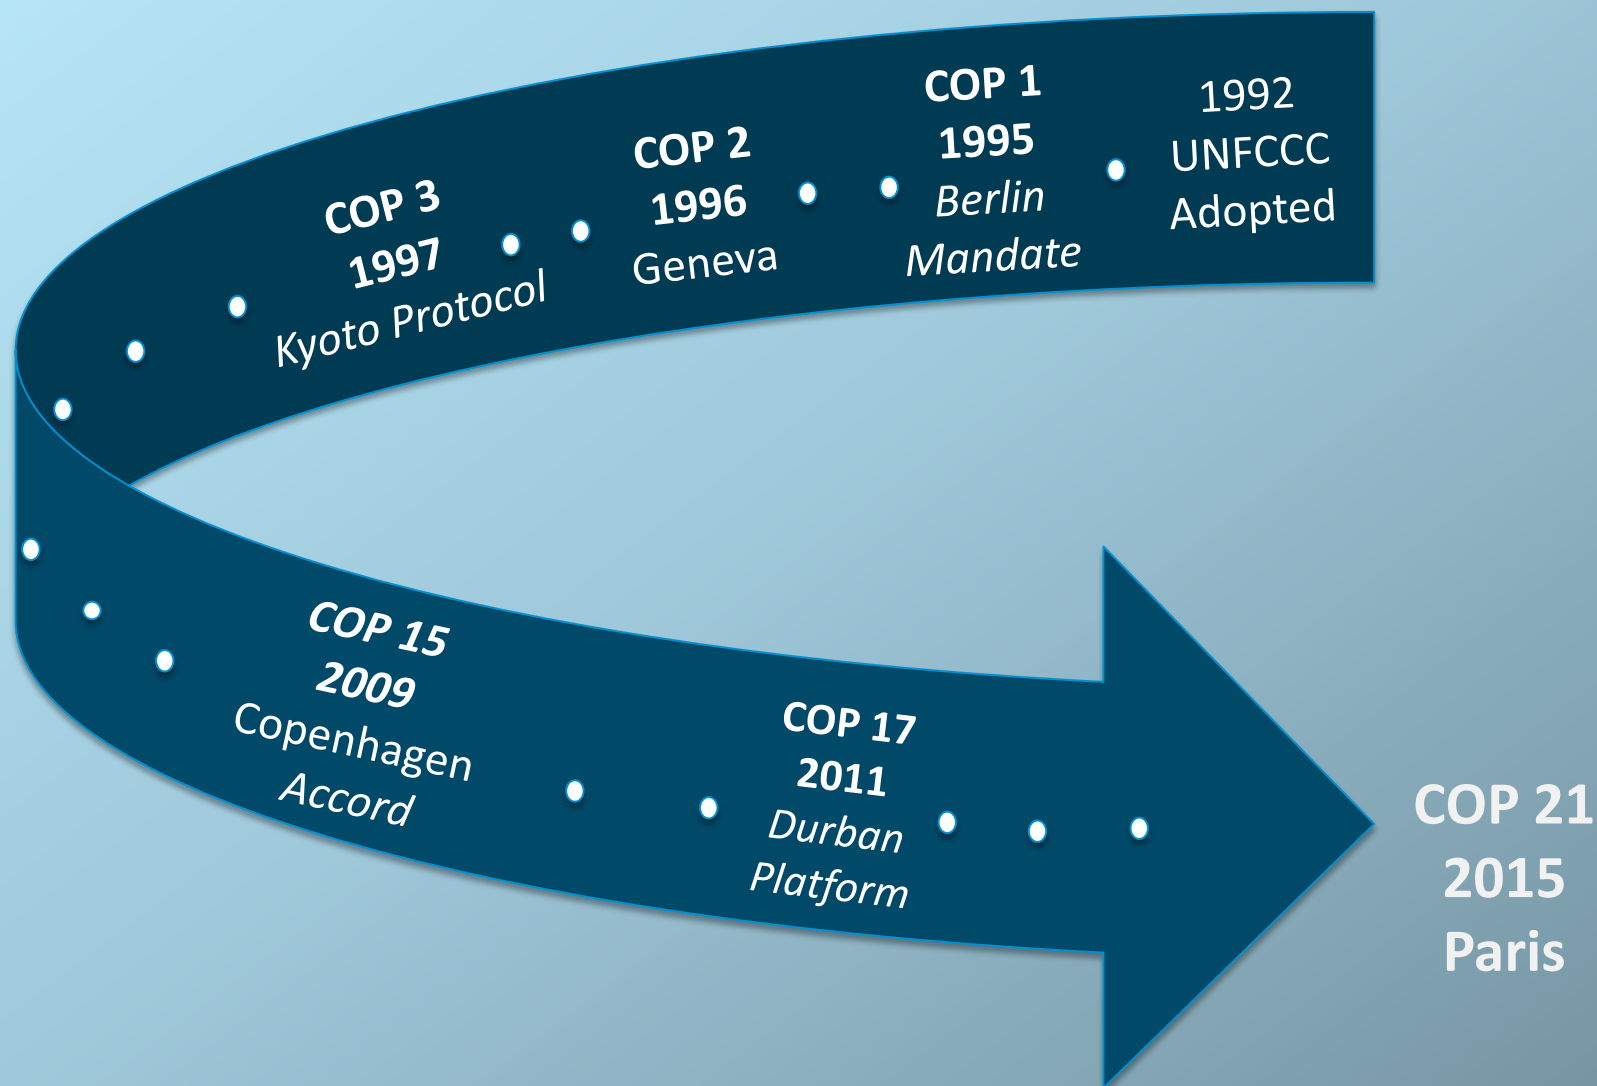 1992
UNFCCC
Adopted
COP 1
1995
Berlin
Mandate
COP 2
1996
Geneva
COP 3
1997
Kyoto Protocol
COP 15
2009
Copenhagen
Accord
COP 17
2011
Durban
Platform
COP 21
2015
Paris